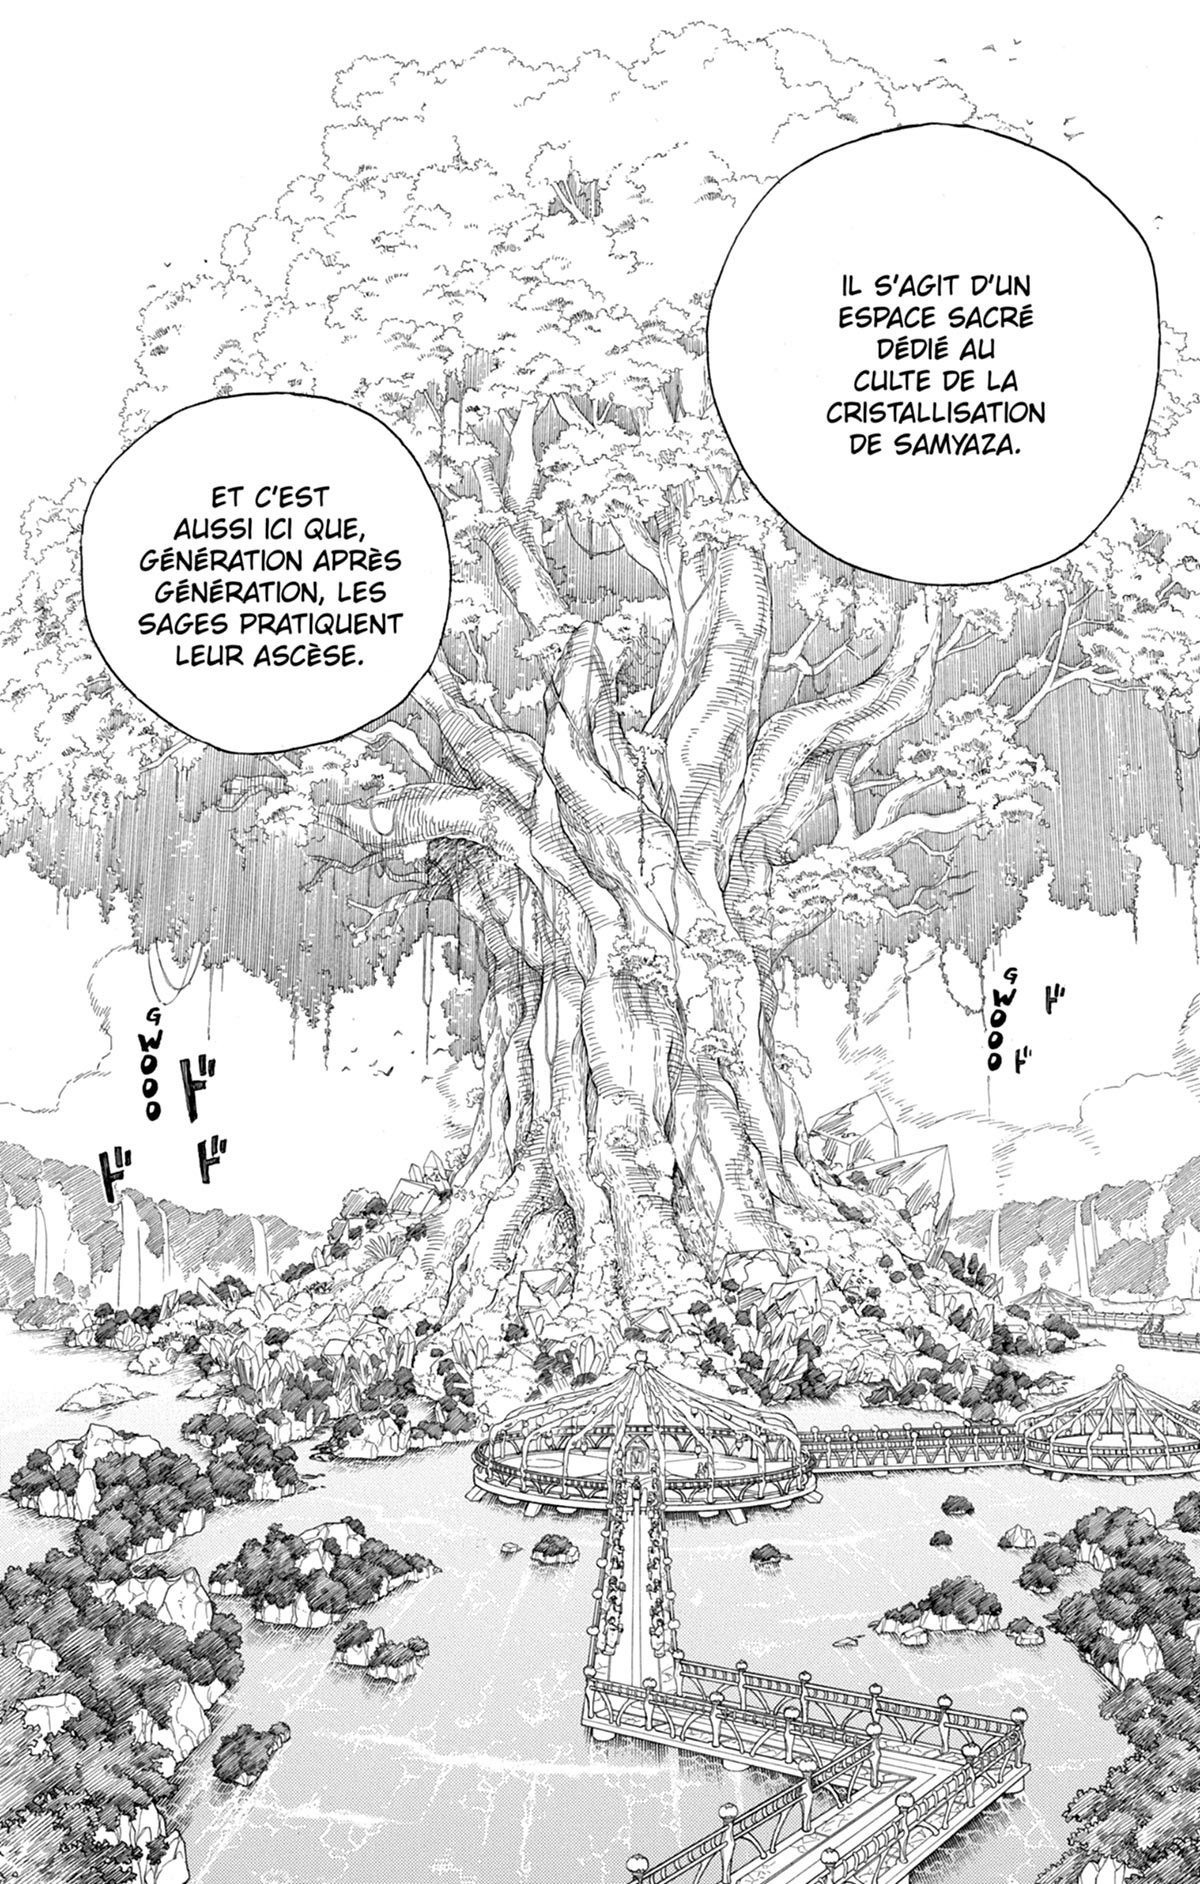 IL S'AGIT D'UN
ESPACE SACRÉ
DÉDIÉ AU
CULTE DE LA
CRISTALLISATION
DE SAMYAZA.
ET C'EST
AUSSI ICI QUE,
GÉNÉRATION APRÈS
GÉNÉRATION, LES
SAGES PRATIQUENT
LEUR ASCÈSE.
GWOOO
ド
ド
GWOOO
ド
ド
ド